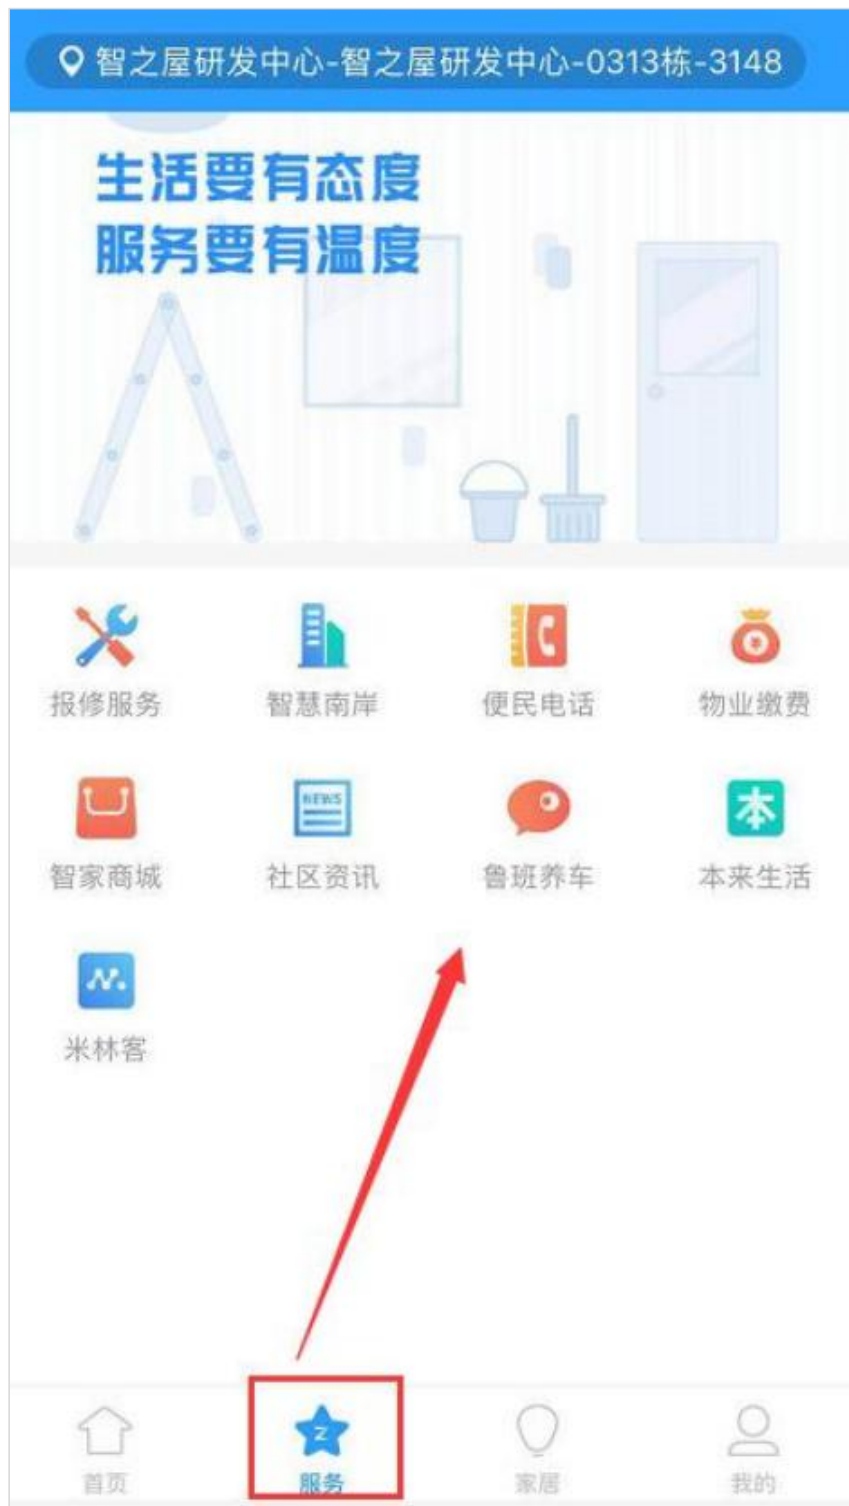 智之屋研发中心-智之屋研发中心-0313栋-3148
生活要有态度
服务要有温度
报修服务 智慧南岸 便民电话 物业缴费
NEWS
智家商城 社区资讯 鲁班养车 本来生活
本
米林客
Z
首页 服务 家居 我的